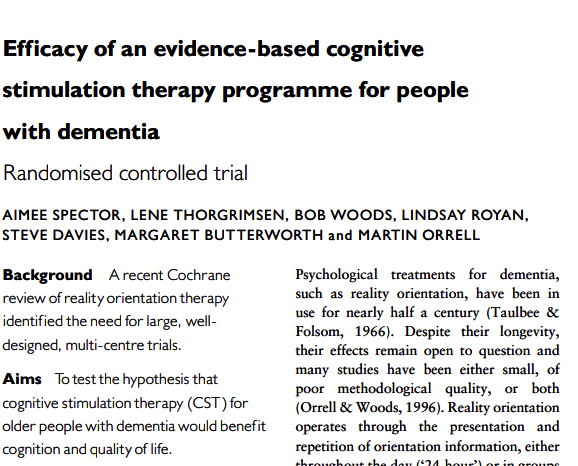 Efficacy of an evidence-based cognitive
stimulation therapy programme for people
with dementia
Randomised controlled trial
AIMEE SPECTOR, LENE THORGRIMSEN, BOB WOODS, LINDSAY ROYAN,
STEVE DAVIES, MARGARET BUTTERWORTH and MARTIN ORRELL
Background A recent Cochrane
review of reality orientation therapy
identified the need for large, well-
designed, multi-centre trials.
Aims To test the hypothesis that
cognitive stimulation therapy (CST) for
older people with dementia would benefit
cognition and quality of life.
Psychological treatments for dementia,
such as reality orientation, have been in
use for nearly half a century (Taulbee &
Folsom, 1966). Despite their longevity,
their effects remain open to question and
many studies have been either small, of
poor methodological quality, or both
(Orrell & Woods, 1996). Reality orientation
operates through the presentation and
repetition of orientation information, either
throughout the day (‘24-hour’) or in groups